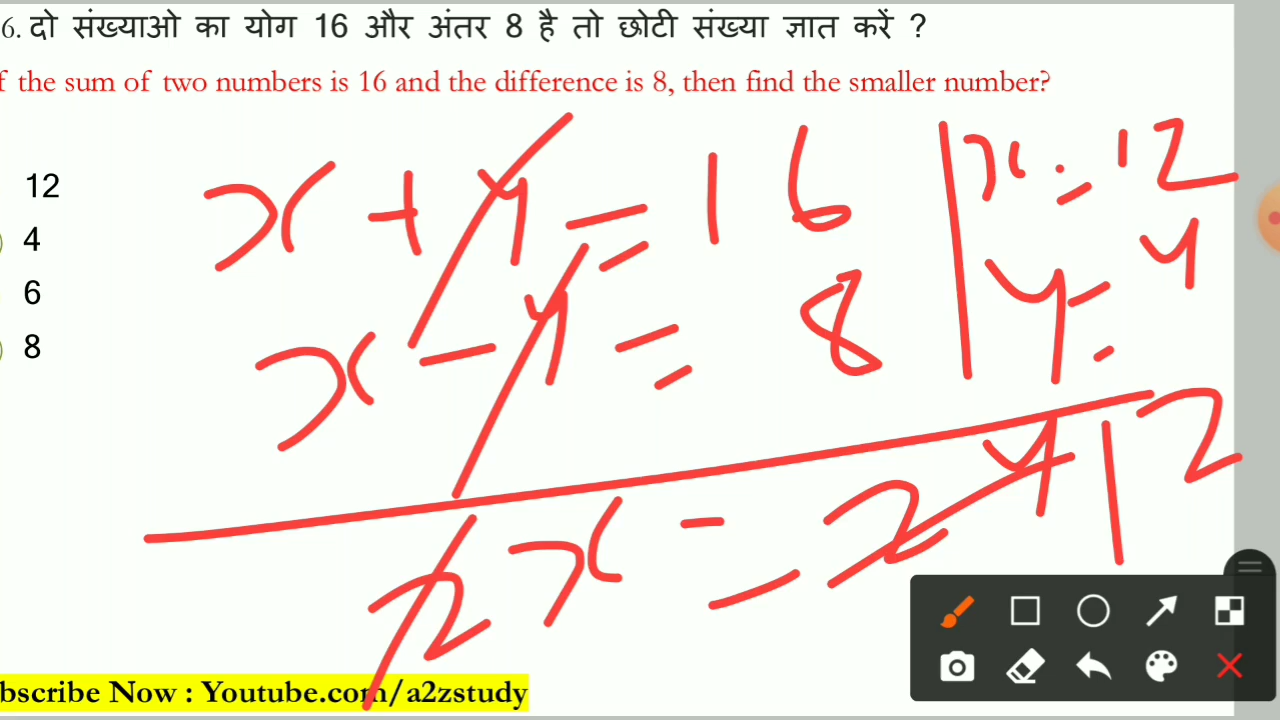 6. दो संख्याओ का योग 16 और अंतर 8 है तो छोटी संख्या ज्ञात करें ?
f the sum of two numbers is 16 and the difference is 8, then find the smaller number?
12
4
6
8
x + y = 16
x - y = 8
2x = 24 12
x = 12
y = 4
bscribe Now : Youtube.com/a2zstudy